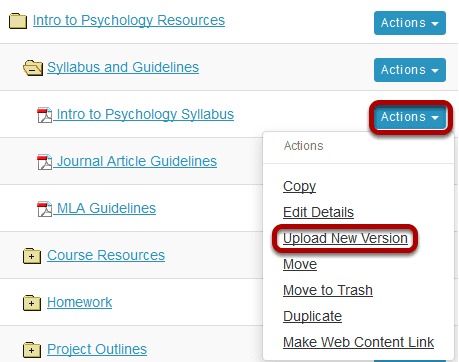 Intro to Psychology Resources Actions
Syllabus and Guidelines Actions
Intro to Psychology Syllabus Actions
Actions
Journal Article Guidelines
Copy
MLA Guidelines Edit Details
Upload New Version
Course Resources Move
Move to Trash
Homework
Duplicate
Project Outlines Make Web Content Link